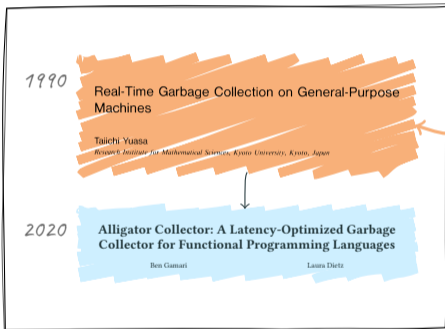 1990
Real-Time Garbage Collection on General-Purpose
Machines
Taiichi Yuasa
Research Institute for Mathematical Sciences, Kyoto University, Kyoto, Japan
2020
Alligator Collector: A Latency-Optimized Garbage
Collector for Functional Programming Languages
Ben Gamari Laura Dietz